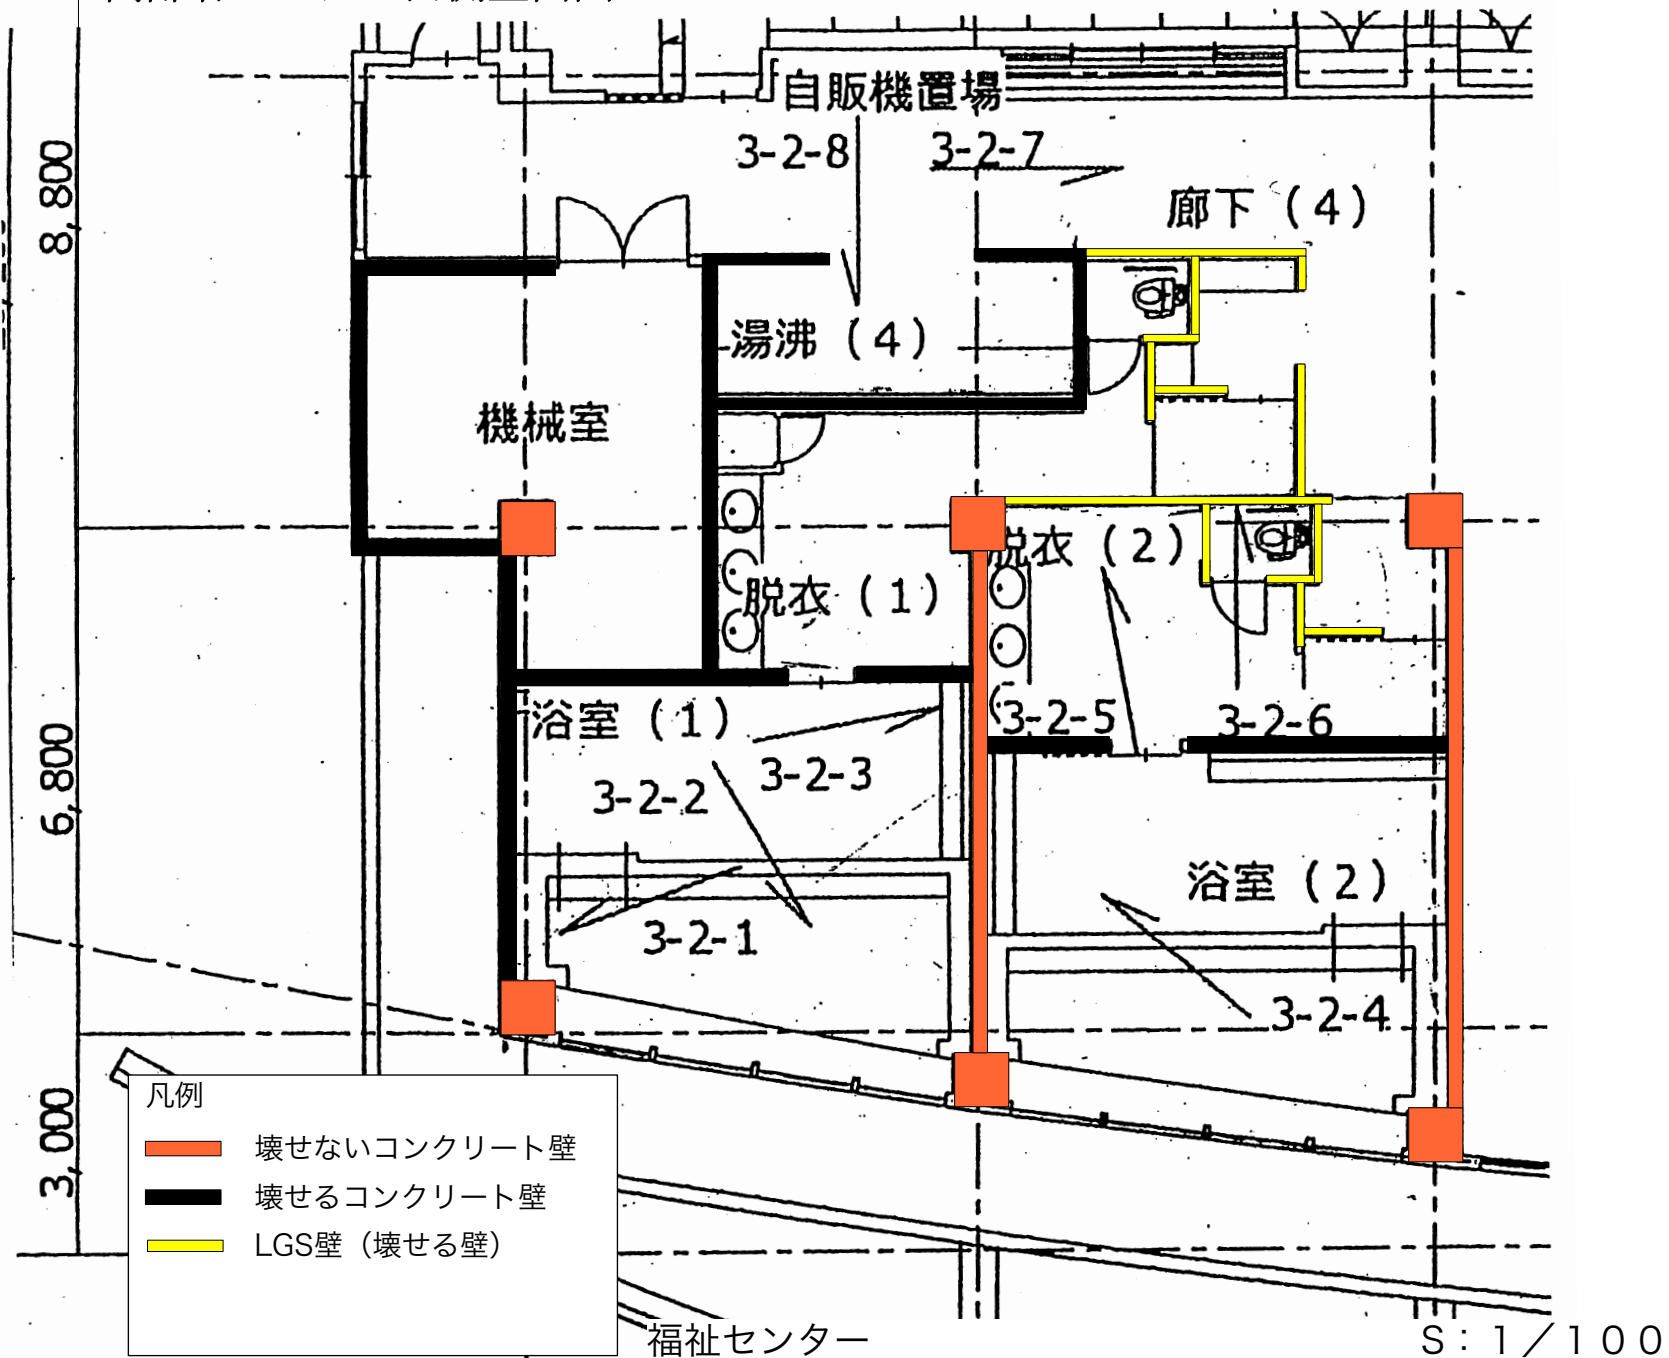 自販機置場
3-2-8
3-2-7
廊下（4）
8,800
湯沸（4）
機械室
脱衣（2）
脱衣（1）
浴室（1）
3-2-5
3-2-6
3-2-3
3-2-2
6,800
浴室（2）
3-2-1
3-2-4
3,000
凡例
壊せないコンクリート壁
壊せるコンクリート壁
LGS壁（壊せる壁）
福祉センター
Ｓ：１／１００